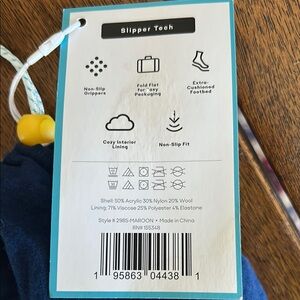 Slipper Tech
Non-Slip
Grippers
Fold Flat
for Easy
Packaging
Extra-
Cushioned
Footbed
Cozy Interior
Lining
Non-Slip Fit
Shell: 50% Acrylic 30% Nylon 20% Wool
Lining: 71% Viscose 25% Polyester 4% Elastane
Style # 2985-MAROON • Made in China
RN# 155348
1 95863 04438 1